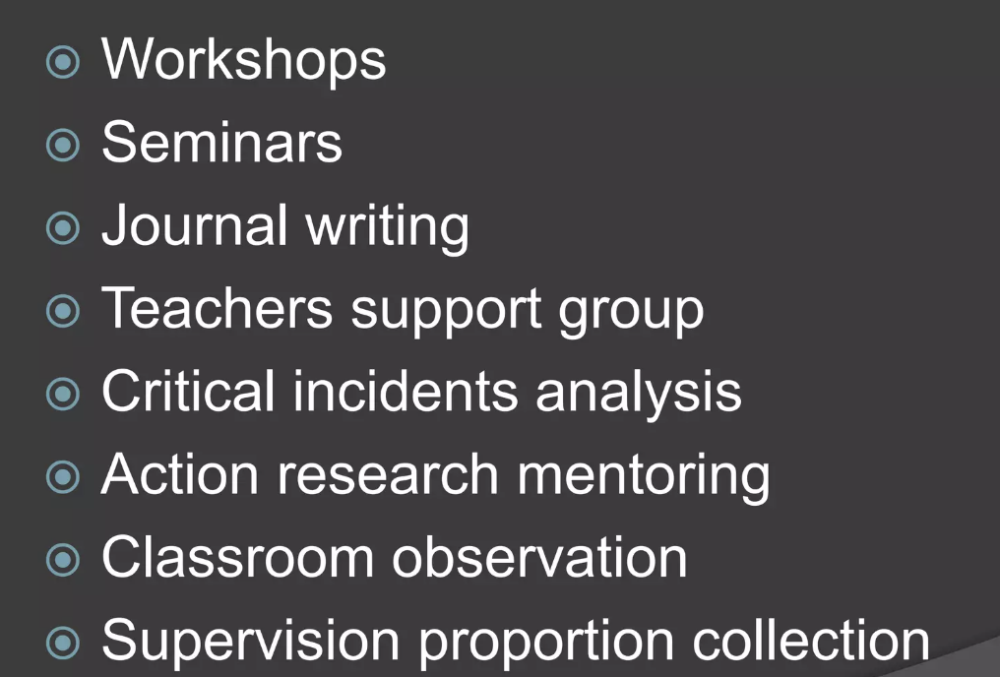 Workshops
Seminars
Journal writing
Teachers support group
Critical incidents analysis
Action research mentoring
Classroom observation
Supervision proportion collection